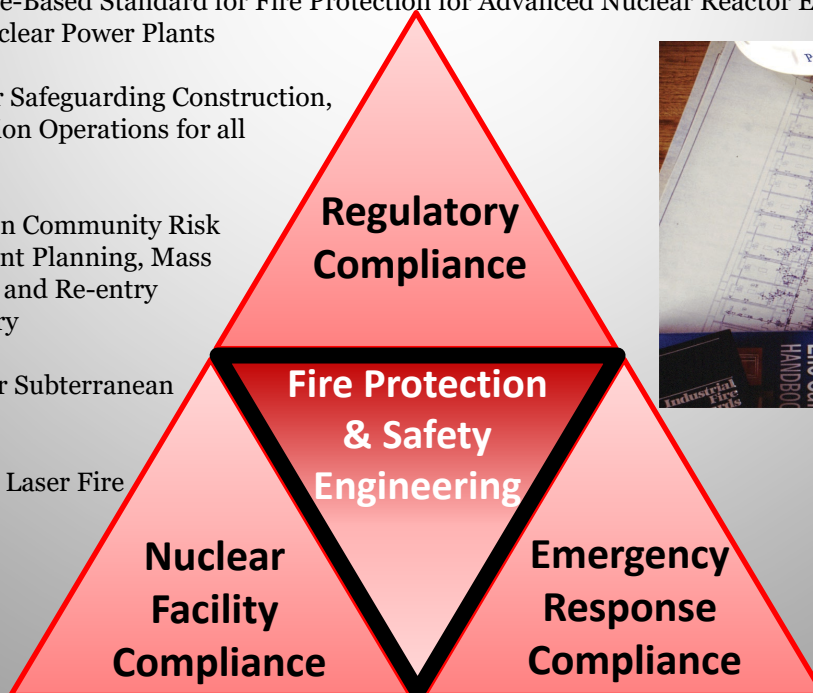 e-Based Standard for Fire Protection for Advanced Nuclear Reactor E
clear Power Plants
r Safeguarding Construction,
ion Operations for all
n Community Risk
nt Planning, Mass
and Re-entry
ry
r Subterranean
Laser Fire
Regulatory
Compliance
Fire Protection
& Safety
Engineering
Nuclear
Facility
Compliance
Emergency
Response
Compliance
Industrial
Fire
HANDBOO